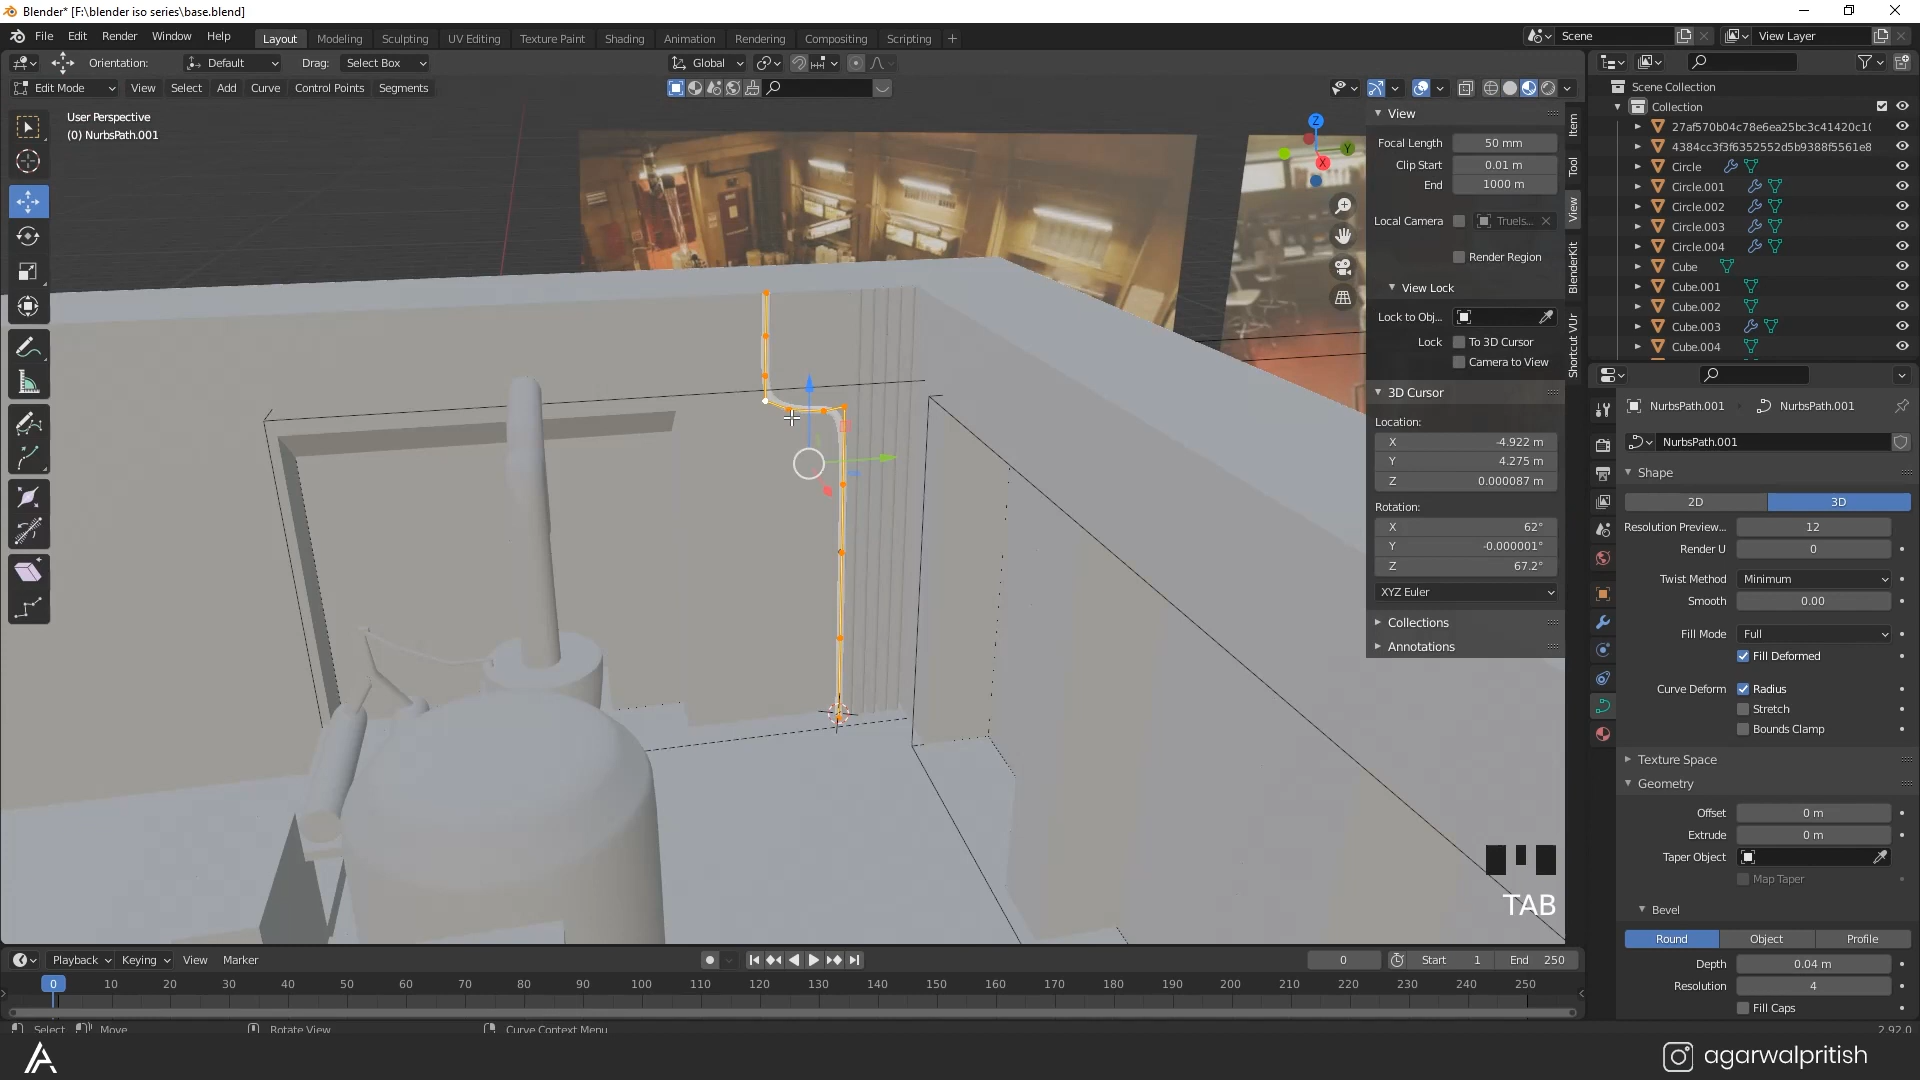 Blender* [F:\blender iso series\base.blend]
File Edit Render Window Help
Layout Modeling Sculpting UV Editing Texture Paint Shading Animation Rendering Compositing Scripting +
Scene View Layer
Orientation: Default Drag: Select Box Global
Edit Mode View Select Add Curve Control Points Segments
User Perspective
(0) NurbsPath.001
Z
Y
X
View
Focal Length 50 mm
Clip Start 0.01 m
End 1000 m
Local Camera Truels...
Render Region
View Lock
Lock to Obj...
Lock To 3D Cursor
Camera to View
3D Cursor
Location:
X -4.922 m
Y 4.275 m
Z 0.000087 m
Rotation:
X 62°
Y -0.000001°
Z 67.2°
XYZ Euler
Collections
Annotations
Item
Tool
View
BlenderKit
Shortcut VUr
Scene Collection
Collection
27af570b04c78e6ea25bc3c41420c10
4384cc3f3f6352552d5b9388f5561e8
Circle
Circle.001
Circle.002
Circle.003
Circle.004
Cube
Cube.001
Cube.002
Cube.003
Cube.004
NurbsPath.001 NurbsPath.001
NurbsPath.001
Shape
2D 3D
Resolution Preview... 12
Render U 0
Twist Method Minimum
Smooth 0.00
Fill Mode Full
Fill Deformed
Curve Deform Radius
Stretch
Bounds Clamp
Texture Space
Geometry
Offset 0 m
Extrude 0 m
Taper Object
Map Taper
Bevel
Round Object Profile
Depth 0.04 m
Resolution 4
Fill Caps
TAB
Playback Keying View Marker
0 Start 1 End 250
0 10 20 30 40 50 60 70 80 90 100 110 120 130 140 150 160 170 180 190 200 210 220 230 240 250
Select Move Rotate View Curve Context Menu
2.92.0
agarwalpritish